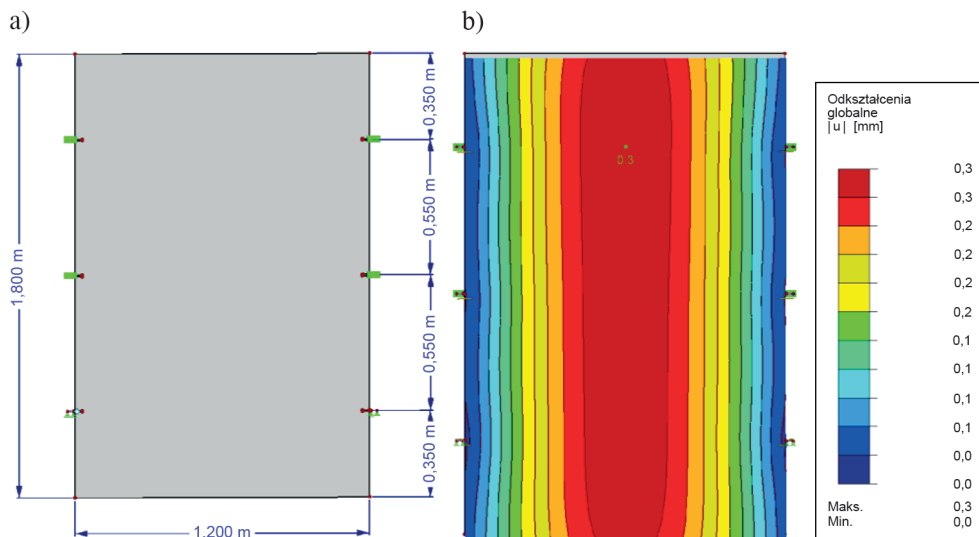 a)
b)
1,800 m
0,350 m
0,550 m
0,550 m
0,350 m
1,200 m
0 3
Odkształcenia
globalne
|u| [mm]
0,3
0,3
0,2
0,2
0,2
0,2
0,1
0,1
0,1
0,1
0,0
0,0
Maks. 0,3
Min. 0,0